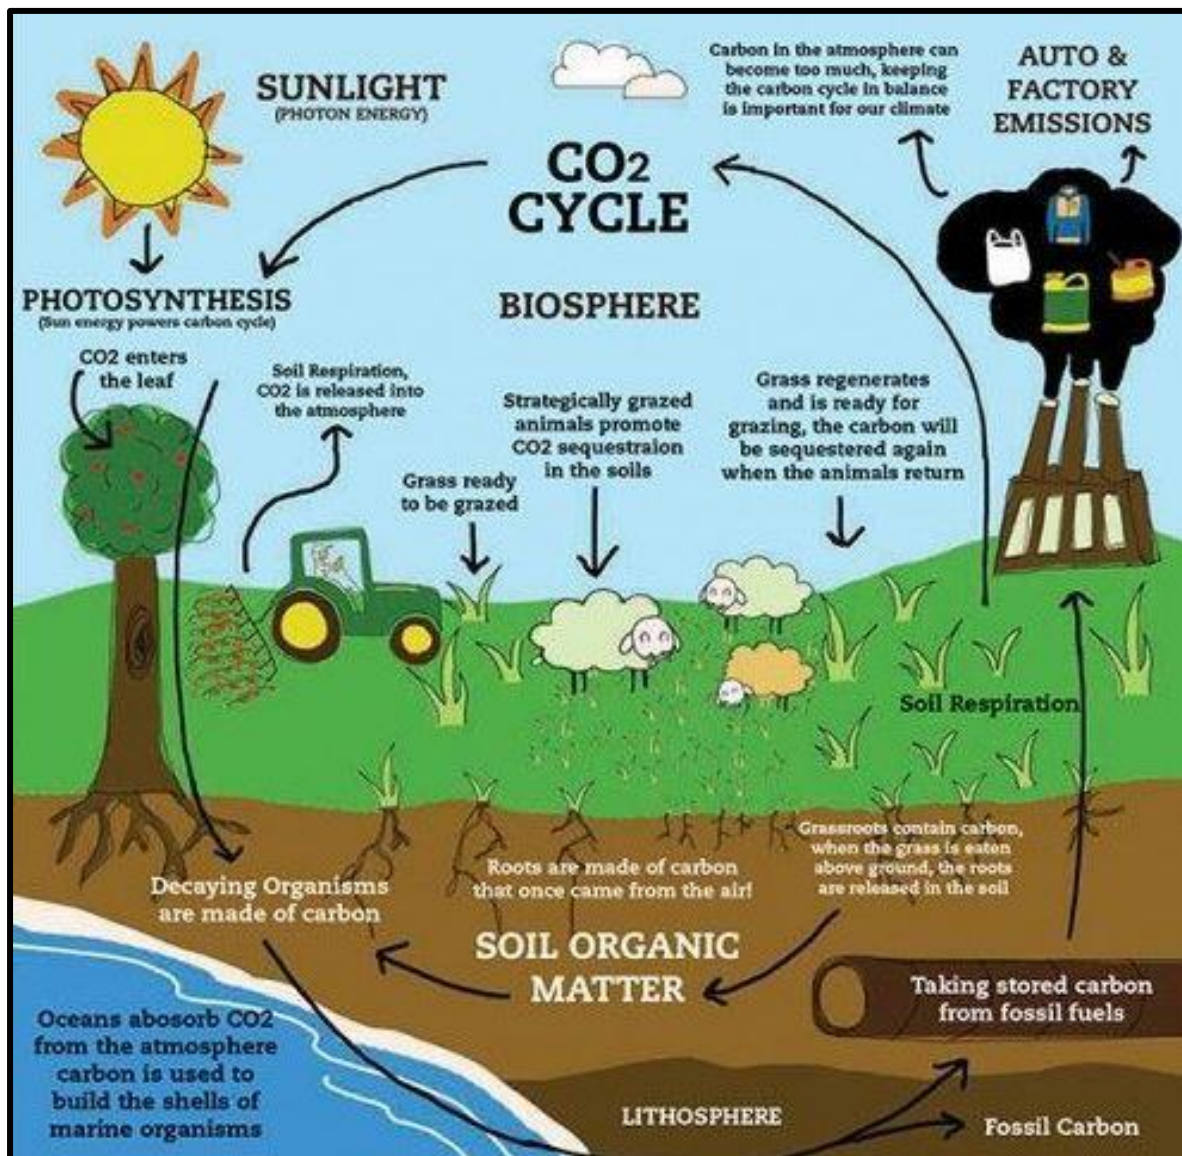 SUNLIGHT
(PHOTON ENERGY)
Carbon in the atmosphere can
become too much, keeping
the carbon cycle in balance
is important for our climate
AUTO &
FACTORY
EMISSIONS
CO2
CYCLE
PHOTOSYNTHESIS
(Sun energy powers carbon cycle)
BIOSPHERE
CO2 enters
the leaf
Soil Respiration,
CO2 is released into
the atmosphere
Grass ready
to be grazed
Strategically grazed
animals promote
CO2 sequestraion
in the soils
Grass regenerates
and is ready for
grazing, the carbon will
be sequestered again
when the animals return
Soil Respiration
Decaying Organisms
are made of carbon
Roots are made of carbon
that once came from the air!
Grassroots contain carbon,
when the grass is eaten
above ground, the roots
are released in the soil
SOIL ORGANIC
MATTER
Taking stored carbon
from fossil fuels
Oceans abosorb CO2
from the atmosphere
carbon is used to
build the shells of
marine organisms
LITHOSPHERE
Fossil Carbon